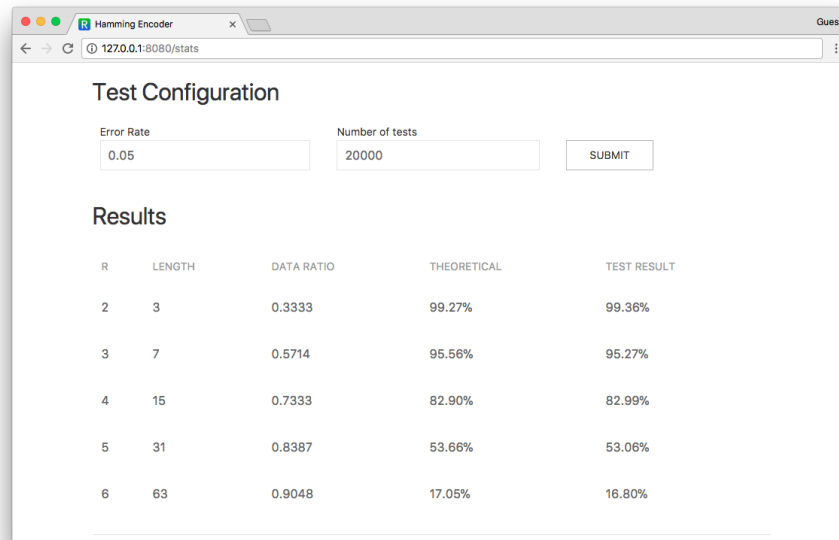 R Hamming Encoder
Gues
127.0.0.1:8080/stats
Test Configuration
Error Rate Number of tests
0.05 20000 SUBMIT
Results
R LENGTH DATA RATIO THEORETICAL TEST RESULT
2 3 0.3333 99.27% 99.36%
3 7 0.5714 95.56% 95.27%
4 15 0.7333 82.90% 82.99%
5 31 0.8387 53.66% 53.06%
6 63 0.9048 17.05% 16.80%